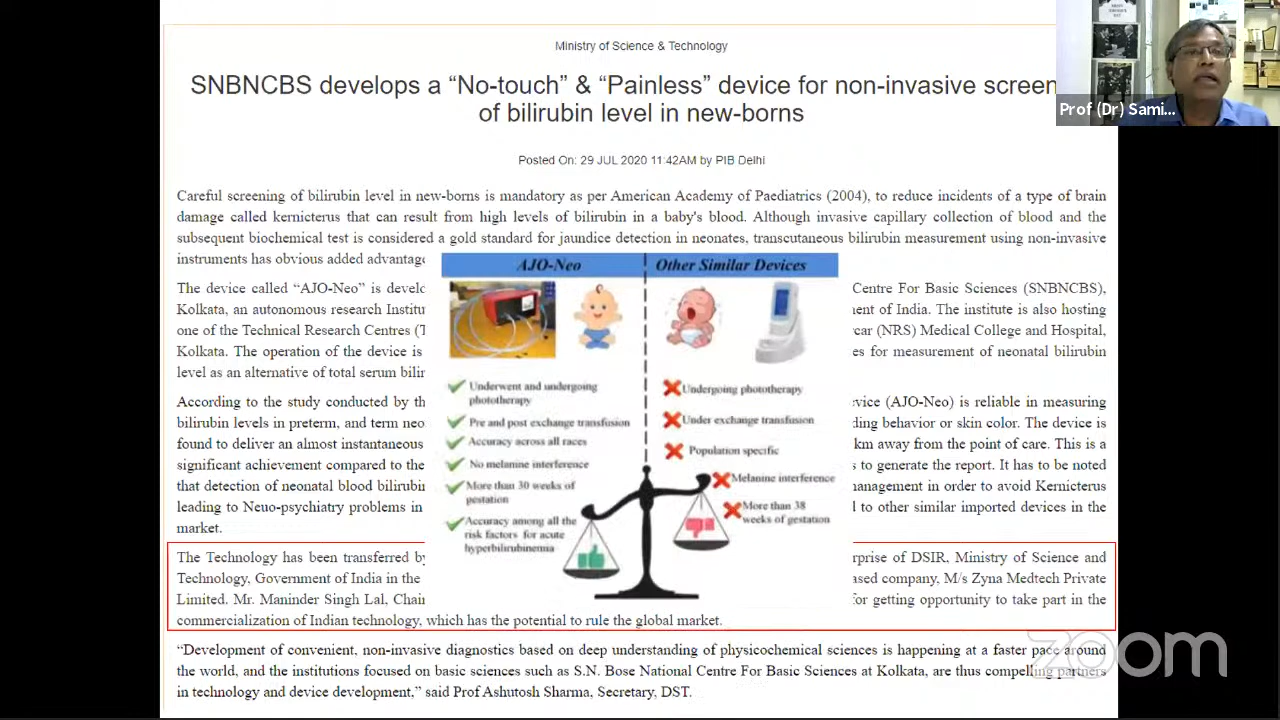 Ministry of Science & Technology
SNBNCBS develops a “No-touch” & “Painless” device for non-invasive screen
of bilirubin level in new-borns
Posted On: 29 JUL 2020 11:42AM by PIB Delhi
Careful screening of bilirubin level in new-borns is mandatory as per American Academy of Paediatrics (2004), to reduce incidents of a type of brain
damage called kernicterus that can result from high levels of bilirubin in a baby's blood. Although invasive capillary collection of blood and the
subsequent biochemical test is considered a gold standard for jaundice detection in neonates, transcutaneous bilirubin measurement using non-invasive
instruments has obvious added advantage
The device called “AJO-Neo” is develo
Centre For Basic Sciences (SNBNCBS),
Kolkata, an autonomous research Institu
ent of India. The institute is also hosting
one of the Technical Research Centres (T
car (NRS) Medical College and Hospital,
Kolkata. The operation of the device is
es for measurement of neonatal bilirubin
level as an alternative of total serum bilir
According to the study conducted by th
vice (AJO-Neo) is reliable in measuring
bilirubin levels in preterm, and term neo
ding behavior or skin color. The device is
found to deliver an almost instantaneous
km away from the point of care. This is a
significant achievement compared to the
s to generate the report. It has to be noted
that detection of neonatal blood bilirubin
management in order to avoid Kernicterus
leading to Neuo-psychiatry problems in
l to other similar imported devices in the
market.
The Technology has been transferred by
erprise of DSIR, Ministry of Science and
Technology, Government of India in the
ased company, M/s Zyna Medtech Private
Limited. Mr. Maninder Singh Lal, Chair
for getting opportunity to take part in the
commercialization of Indian technology, which has the potential to rule the global market.
“Development of convenient, non-invasive diagnostics based on deep understanding of physicochemical sciences is happening at a faster pace around
the world, and the institutions focused on basic sciences such as S.N. Bose National Centre For Basic Sciences at Kolkata, are thus compelling partners
in technology and device development,” said Prof Ashutosh Sharma, Secretary, DST.
AJO-Neo
Underwent and undergoing
phototherapy
Pre and post exchange transfusion
Accuracy across all races
No melanine interference
More than 30 weeks of
gestation
Accuracy among all the
risk factors for acute
hyperbilirubinemia
Other Similar Devices
Undergoing phototherapy
Under exchange transfusion
Population specific
Melanine interference
More than 38
weeks of gestation
Prof (Dr) Sami...
zoom